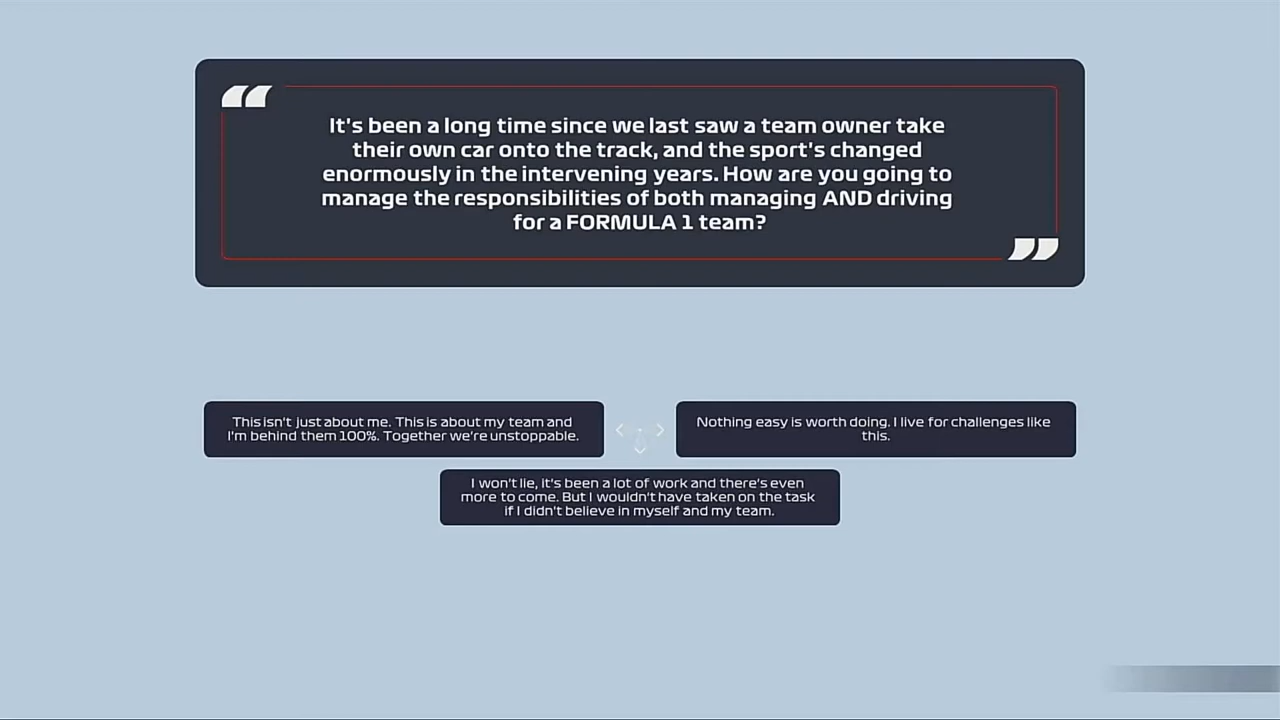 It's been a long time since we last saw a team owner take
their own car onto the track, and the sport's changed
enormously in the intervening years. How are you going to
manage the responsibilities of both managing AND driving
for a FORMULA 1 team?
This isn't just about me. This is about my team and
I'm behind them 100%. Together we're unstoppable.
Nothing easy is worth doing. I live for challenges like
this.
I won't lie, it's been a lot of work and there's even
more to come. But I wouldn't have taken on the task
if I didn't believe in myself and my team.